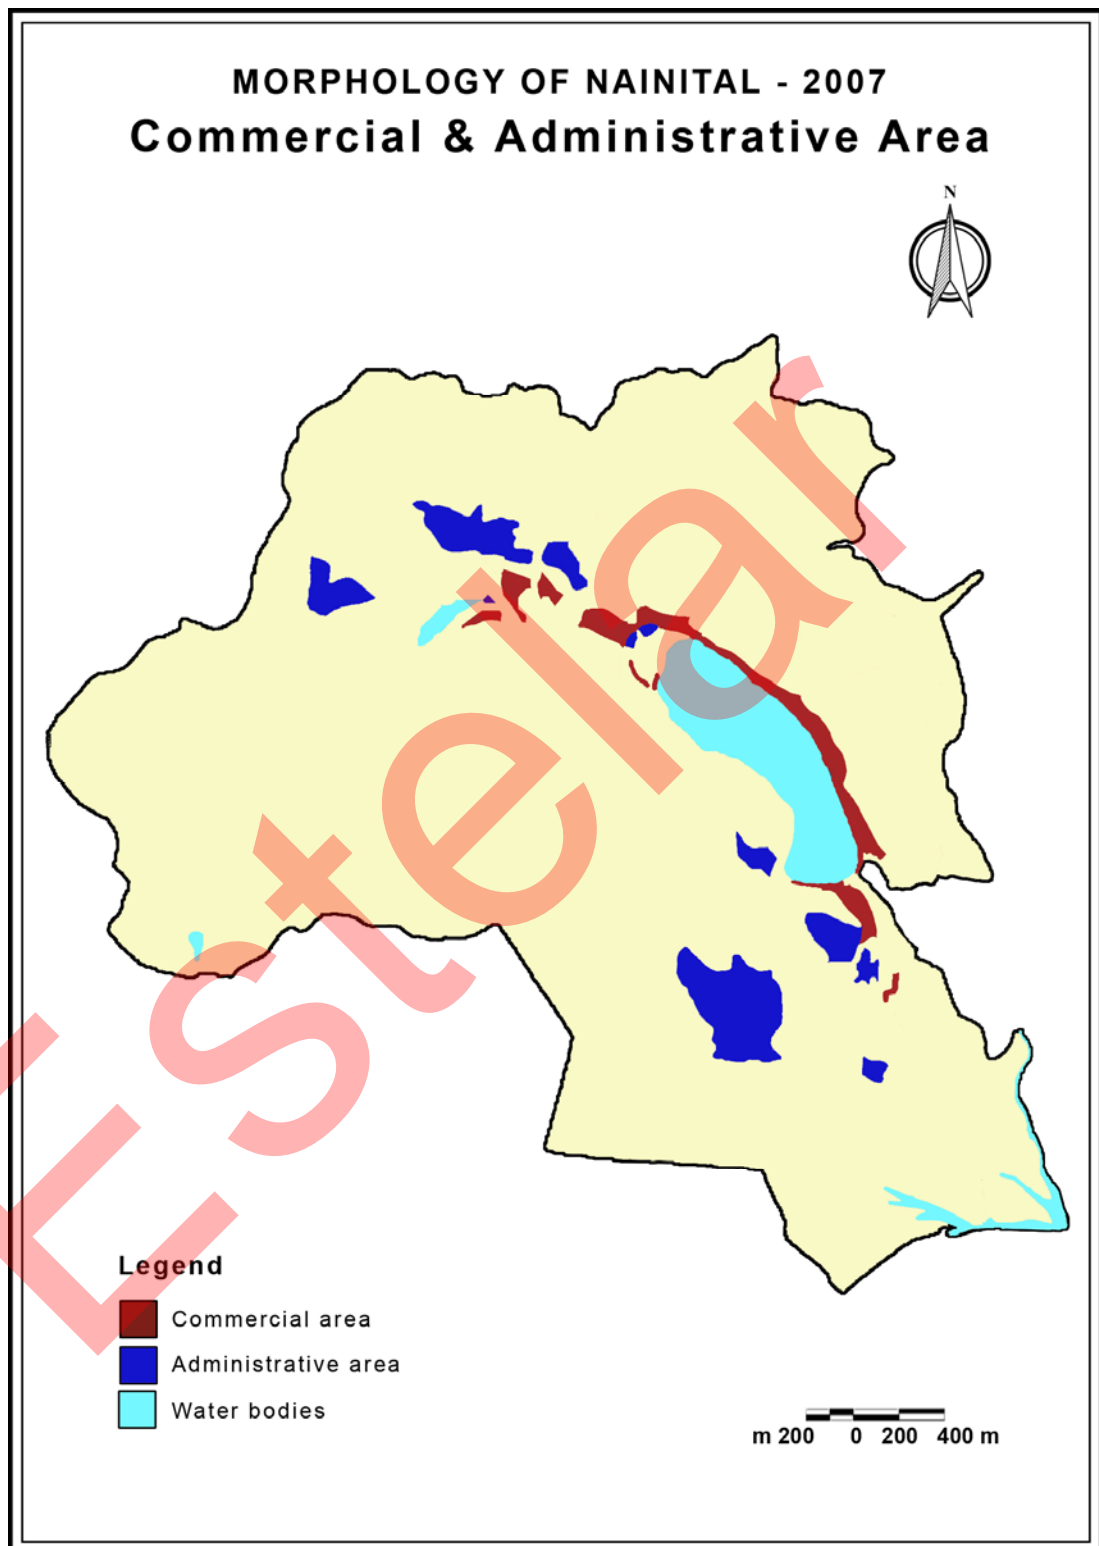 MORPHOLOGY OF NAINITAL - 2007
Commercial & Administrative Area
N
Estelar
Legend
Commercial area
Administrative area
Water bodies
m 200 0 200 400 m